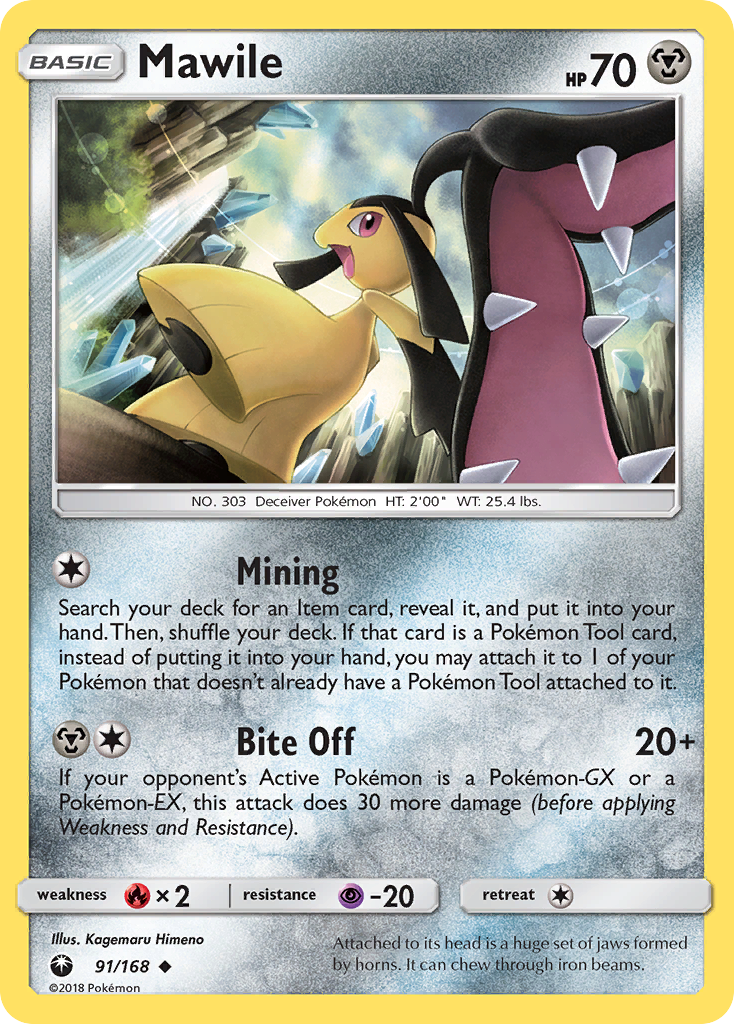 BASIC Mawile HP 70
NO. 303 Deceiver Pokémon HT: 2'00" WT: 25.4 lbs.
Mining
Search your deck for an Item card, reveal it, and put it into your
hand. Then, shuffle your deck. If that card is a Pokémon Tool card,
instead of putting it into your hand, you may attach it to 1 of your
Pokémon that doesn't already have a Pokémon Tool attached to it.
Bite Off 20+
If your opponent's Active Pokémon is a Pokémon-GX or a
Pokémon-EX, this attack does 30 more damage (before applying
Weakness and Resistance).
weakness × 2 resistance -20 retreat
Illus. Kagemaru Himeno
91/168
©2018 Pokémon
Attached to its head is a huge set of jaws formed
by horns. It can chew through iron beams.